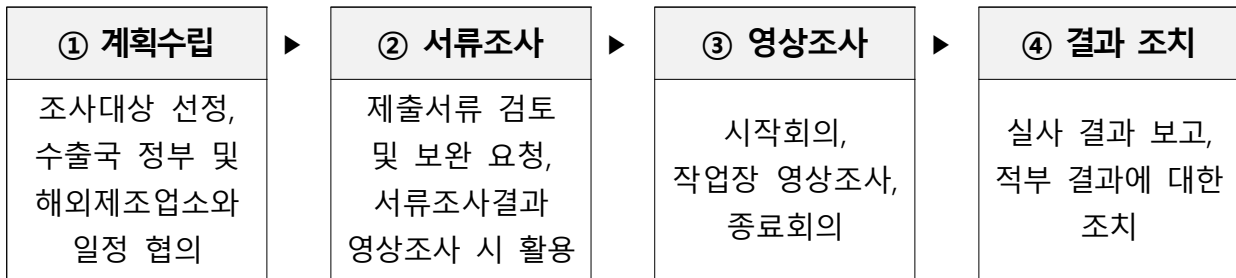 ① 계획수립
조사대상 선정,
수출국 정부 및
해외제조업소와
일정 협의
▶
② 서류조사
제출서류 검토
및 보완 요청,
서류조사결과
영상조사 시 활용
▶
③ 영상조사
시작회의,
작업장 영상조사,
종료회의
▶
④ 결과 조치
실사 결과 보고,
적부 결과에 대한
조치